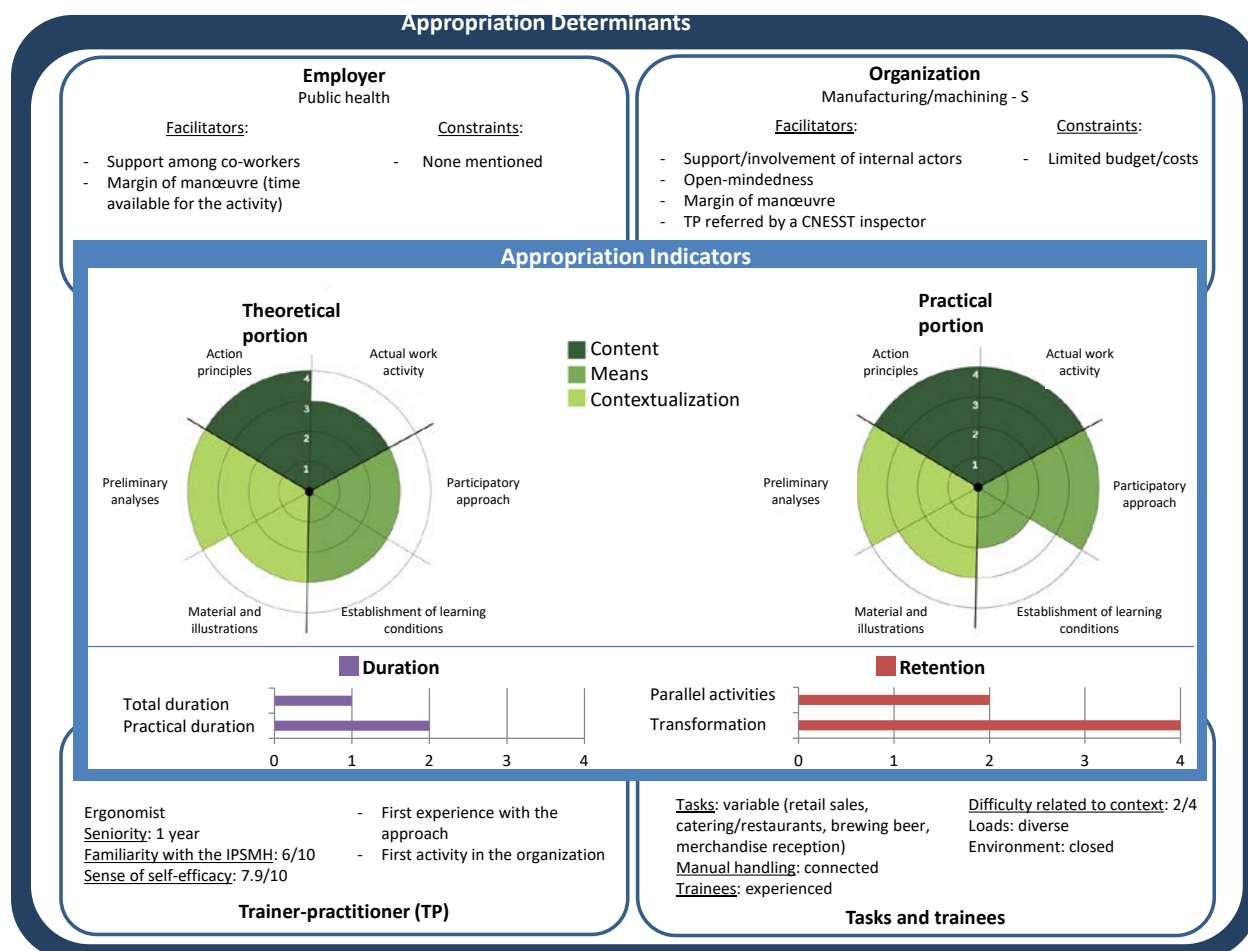 Appropriation Determinants
Employer
Public health
Facilitators:
- Support among co-workers
- Margin of manœuvre (time
available for the activity)
Constraints:
- None mentioned
Organization
Manufacturing/machining - S
Facilitators:
- Support/involvement of internal actors
- Open-mindedness
- Margin of manœuvre
- TP referred by a CNESST inspector
Constraints:
- Limited budget/costs
Appropriation Indicators
Theoretical
portion
Action
principles
Actual work
activity
4
3
2
1
Preliminary
analyses
Participatory
approach
Material and
illustrations
Establishment of learning
conditions
Content
Means
Contextualization
Practical
portion
Action
principles
Actual work
activity
4
3
2
1
Preliminary
analyses
Participatory
approach
Material and
illustrations
Establishment of learning
conditions
Duration
Total duration
Practical duration
0 1 2 3 4
Retention
Parallel activities
Transformation
0 1 2 3 4
Ergonomist
Seniority: 1 year
Familiarity with the IPSMH: 6/10
Sense of self-efficacy: 7.9/10
- First experience with the
approach
- First activity in the organization
Trainer-practitioner (TP)
Tasks: variable (retail sales,
catering/restaurants, brewing beer,
merchandise reception)
Manual handling: connected
Trainees: experienced
Difficulty related to context: 2/4
Loads: diverse
Environment: closed
Tasks and trainees